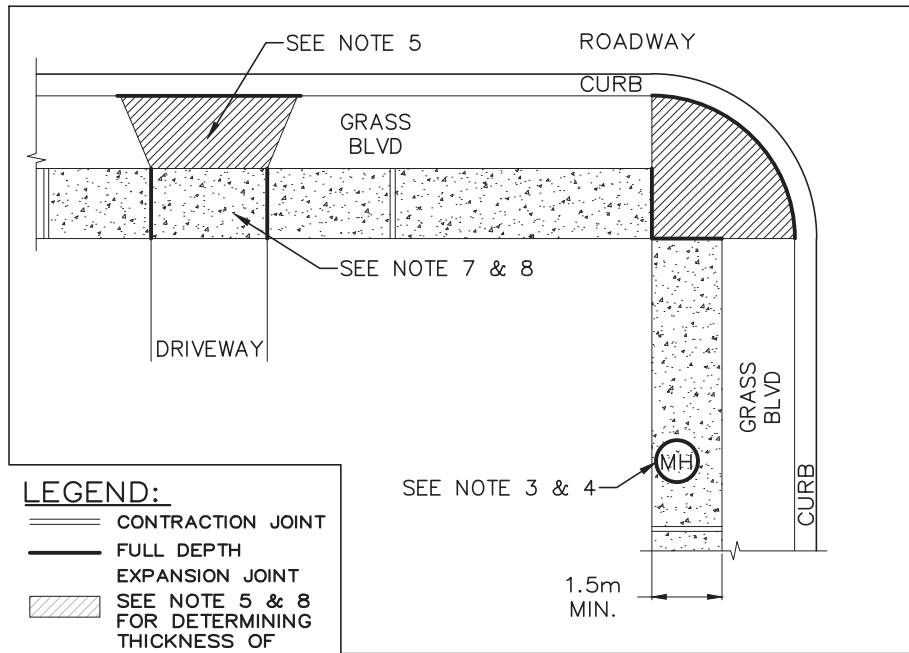 SEE NOTE 5
ROADWAY
CURB
GRASS
BLVD
SEE NOTE 7 & 8
DRIVEWAY
GRASS
BLVD
MH
SEE NOTE 3 & 4
CURB
1.5m
MIN.
LEGEND:
CONTRACTION JOINT
FULL DEPTH
EXPANSION JOINT
SEE NOTE 5 & 8
FOR DETERMINING
THICKNESS OF